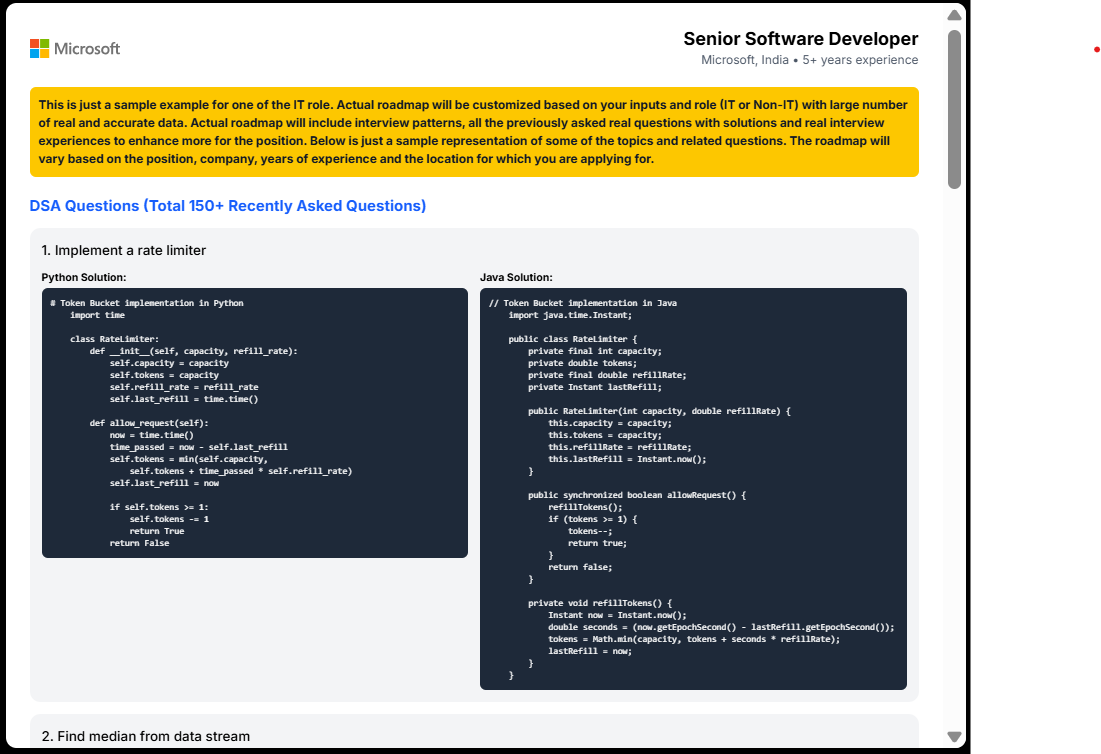 Microsoft
Senior Software Developer
Microsoft, India • 5+ years experience
This is just a sample example for one of the IT role. Actual roadmap will be customized based on your inputs and role (IT or Non-IT) with large number
of real and accurate data. Actual roadmap will include interview patterns, all the previously asked real questions with solutions and real interview
experiences to enhance more for the position. Below is just a sample representation of some of the topics and related questions. The roadmap will
vary based on the position, company, years of experience and the location for which you are applying for.
DSA Questions (Total 150+ Recently Asked Questions)
1. Implement a rate limiter
Python Solution:
# Token Bucket implementation in Python
    import time

    class RateLimiter:
        def __init__(self, capacity, refill_rate):
            self.capacity = capacity
            self.tokens = capacity
            self.refill_rate = refill_rate
            self.last_refill = time.time()

        def allow_request(self):
            now = time.time()
            time_passed = now - self.last_refill
            self.tokens = min(self.capacity,
                self.tokens + time_passed * self.refill_rate)
            self.last_refill = now

            if self.tokens >= 1:
                self.tokens -= 1
                return True
            return False
Java Solution:
// Token Bucket implementation in Java
    import java.time.Instant;

    public class RateLimiter {
        private final int capacity;
        private double tokens;
        private final double refillRate;
        private Instant lastRefill;

        public RateLimiter(int capacity, double refillRate) {
            this.capacity = capacity;
            this.tokens = capacity;
            this.refillRate = refillRate;
            this.lastRefill = Instant.now();
        }

        public synchronized boolean allowRequest() {
            refillTokens();
            if (tokens >= 1) {
                tokens--;
                return true;
            }
            return false;
        }

        private void refillTokens() {
            Instant now = Instant.now();
            double seconds = (now.getEpochSecond() - lastRefill.getEpochSecond());
            tokens = Math.min(capacity, tokens + seconds * refillRate);
            lastRefill = now;
        }
    }
2. Find median from data stream